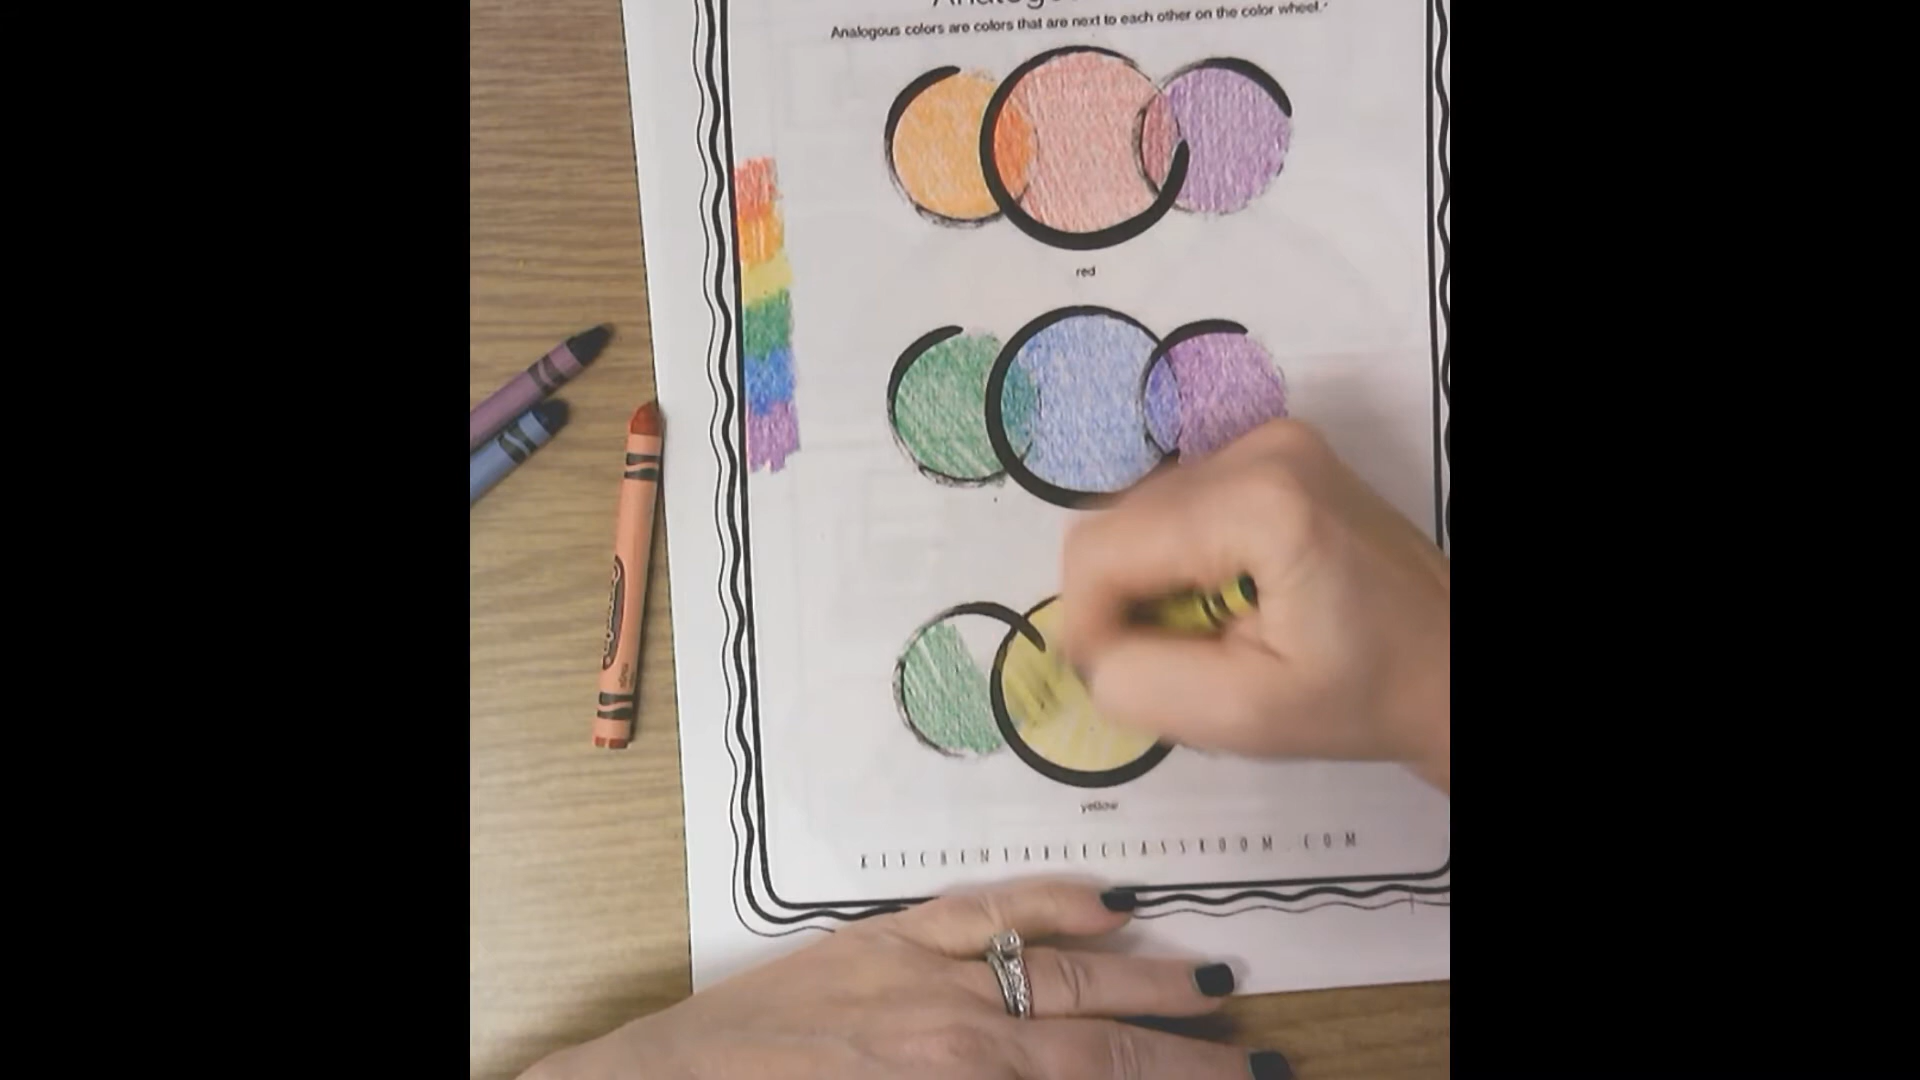 Analogous colors are colors that are next to each other on the color wheel.
red
yellow
KITCHENTABLECLASSROOM.COM